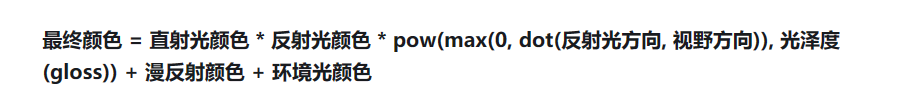 最终颜色 = 直射光颜色 * 反射光颜色 * pow(max(0, dot(反射光方向, 视野方向)), 光泽度
(gloss)) + 漫反射颜色 + 环境光颜色